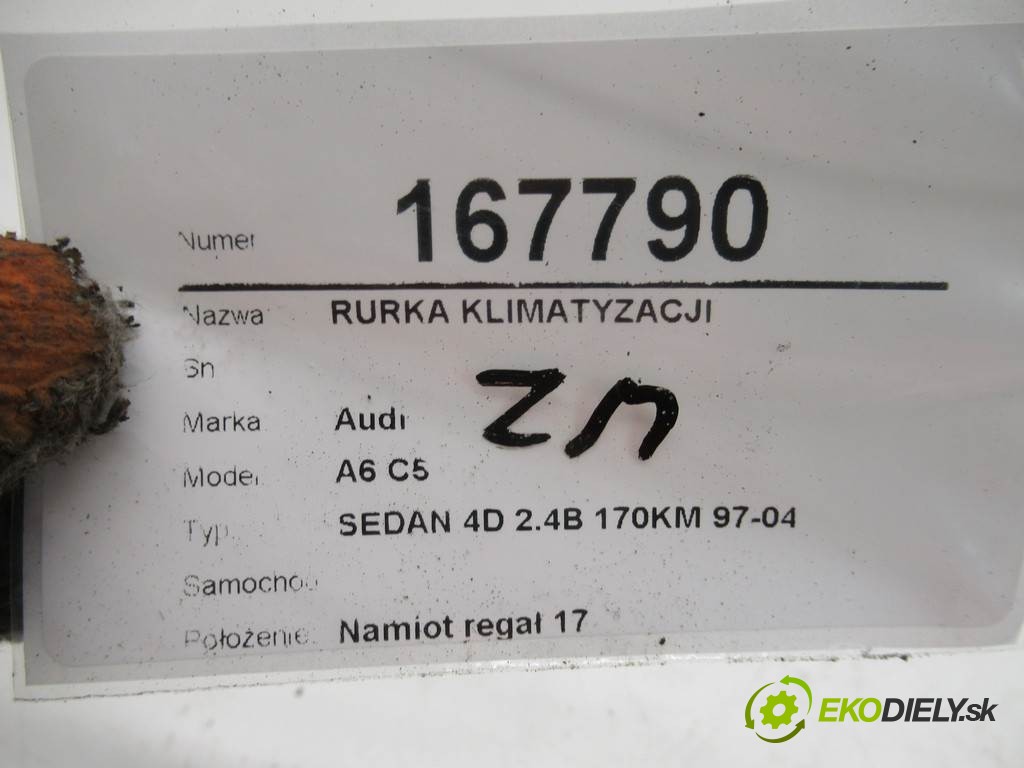 Numer 167790
Nazwa RURKA KLIMATYZACJI
Sn
ZM
Marka Audi
Model A6 C5
Typ SEDAN 4D 2.4B 170KM 97-04
Samochód
Położenie: Namiot regał 17
EKODIELY.sk